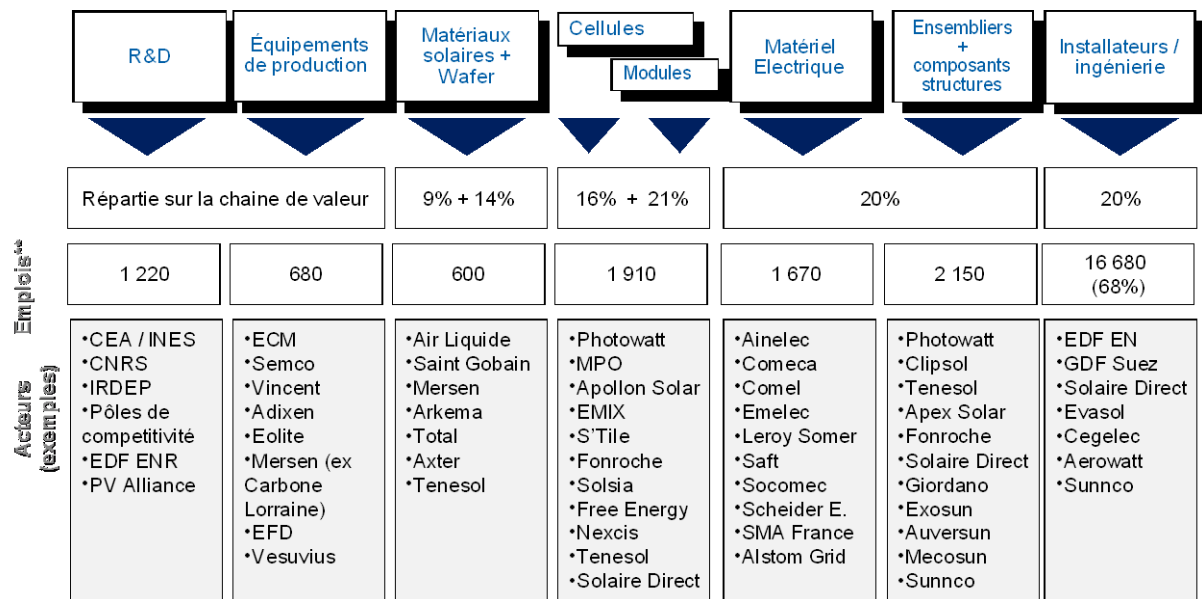 R&D
Équipements
de production
Matériaux
solaires +
Wafer
Cellules
Modules
Matériel
Electrique
Ensembliers
+
composants
structures
Installateurs /
ingénierie
Répartie sur la chaine de valeur
9% + 14%
16% + 21%
20%
20%
Emplois**
1 220
680
600
1 910
1 670
2 150
16 680
(68%)
Acteurs
(exemples)
•CEA / INES
•CNRS
•IRDEP
•Pôles de
competitivité
•EDF ENR
•PV Alliance
•ECM
•Semco
•Vincent
•Adixen
•Eolite
•Mersen (ex
Carbone
Lorraine)
•EFD
•Vesuvius
•Air Liquide
•Saint Gobain
•Mersen
•Arkema
•Total
•Axter
•Tenesol
•Photowatt
•MPO
•Apollon Solar
•EMIX
•S'Tile
•Fonroche
•Solsia
•Free Energy
•Nexcis
•Tenesol
•Solaire Direct
•Ainelec
•Comeca
•Comel
•Emelec
•Leroy Somer
•Saft
•Socomec
•Scheider E.
•SMA France
•Alstom Grid
•Photowatt
•Clipsol
•Tenesol
•Apex Solar
•Fonroche
•Solaire Direct
•Giordano
•Exosun
•Auversun
•Mecosun
•Sunnco
•EDF EN
•GDF Suez
•Solaire Direct
•Evasol
•Cegelec
•Aerowatt
•Sunnco